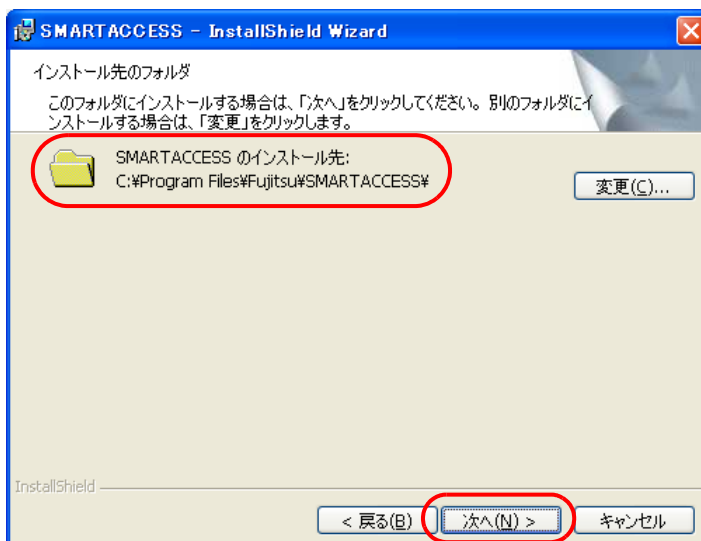 SMARTACCESS - InstallShield Wizard
インストール先のフォルダ
このフォルダにインストールする場合は、「次へ」をクリックしてください。別のフォルダにイ
ンストールする場合は、「変更」をクリックします。
SMARTACCESS のインストール先:
C:¥Program Files¥Fujitsu¥SMARTACCESS¥
変更(C)...
InstallShield
< 戻る(B)
次へ(N) >
キャンセル